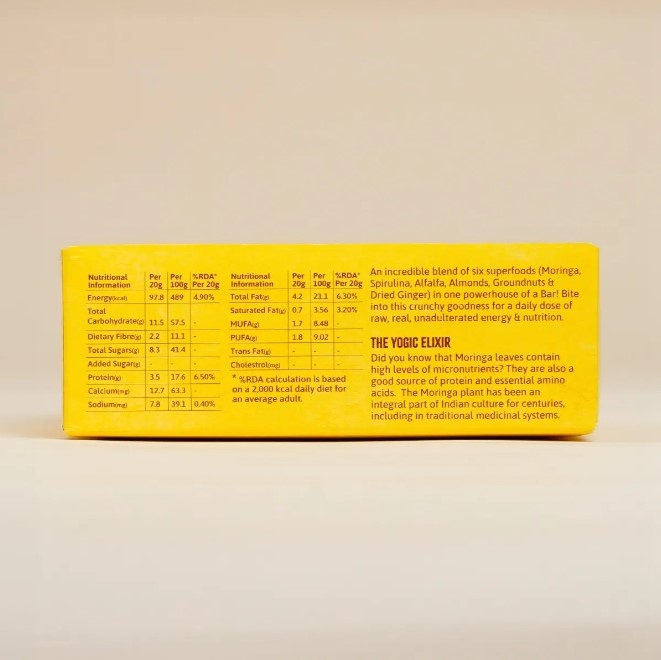 Nutritional Information Per 20g Per 100g %RDA* Per 20g
Energy(kcal) 97.8 489 4.90%
Total Carbohydrate(g) 11.5 57.5 -
Dietary Fibre(g) 2.2 11.1 -
Total Sugars(g) 8.3 41.4 -
Added Sugar(g) - - -
Protein(g) 3.5 17.6 6.50%
Calcium(mg) 12.7 63.3 -
Sodium(mg) 7.8 39.1 0.40%
Nutritional Information Per 20g Per 100g %RDA* Per 20g
Total Fat(g) 4.2 21.1 6.30%
Saturated Fat(g) 0.7 3.56 3.20%
MUFA(g) 1.7 8.48 -
PUFA(g) 1.8 9.02 -
Trans Fat(g) - - -
Cholestrol(mg) - - -
* %RDA calculation is based
on a 2,000 kcal daily diet for
an average adult.
An incredible blend of six superfoods (Moringa,
Spirulina, Alfalfa, Almonds, Groundnuts &
Dried Ginger) in one powerhouse of a Bar! Bite
into this crunchy goodness for a daily dose of
raw, real, unadulterated energy & nutrition.
THE YOGIC ELIXIR
Did you know that Moringa leaves contain
high levels of micronutrients? They are also a
good source of protein and essential amino
acids. The Moringa plant has been an
integral part of Indian culture for centuries,
including in traditional medicinal systems.